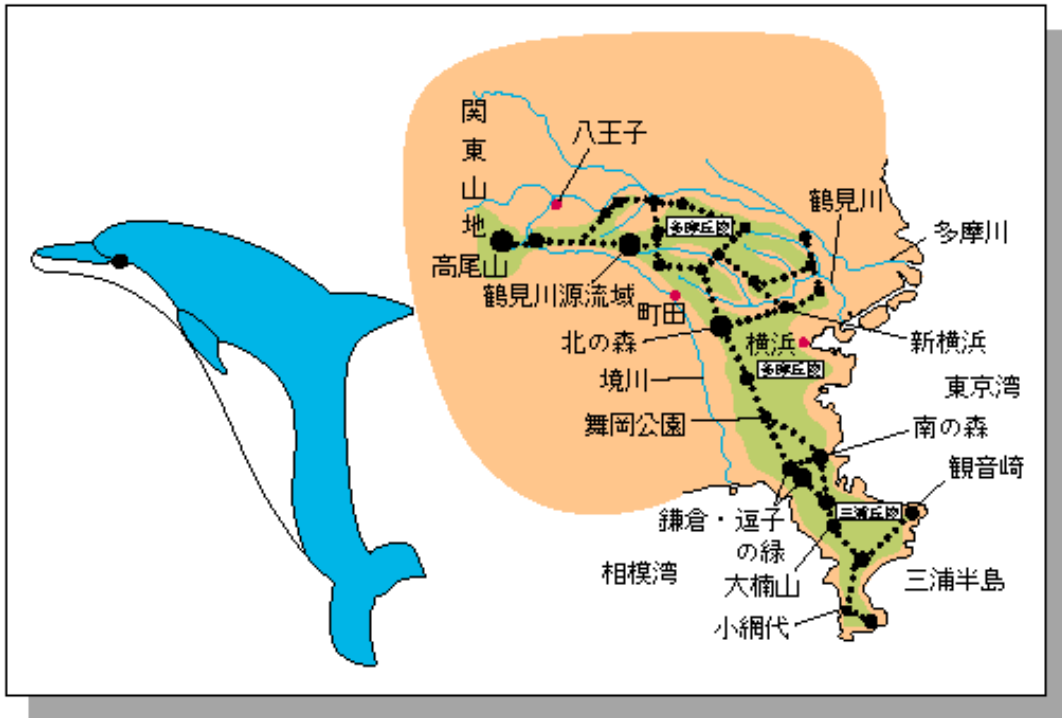 関東山地
八王子
鶴見川
多摩川
多摩丘陵
高尾山
鶴見川源流域
町田
北の森
横浜
新横浜
多摩丘陵
境川
東京湾
舞岡公園
南の森
観音崎
三浦丘陵
鎌倉・逗子
の緑
相模湾
大楠山
三浦半島
小網代